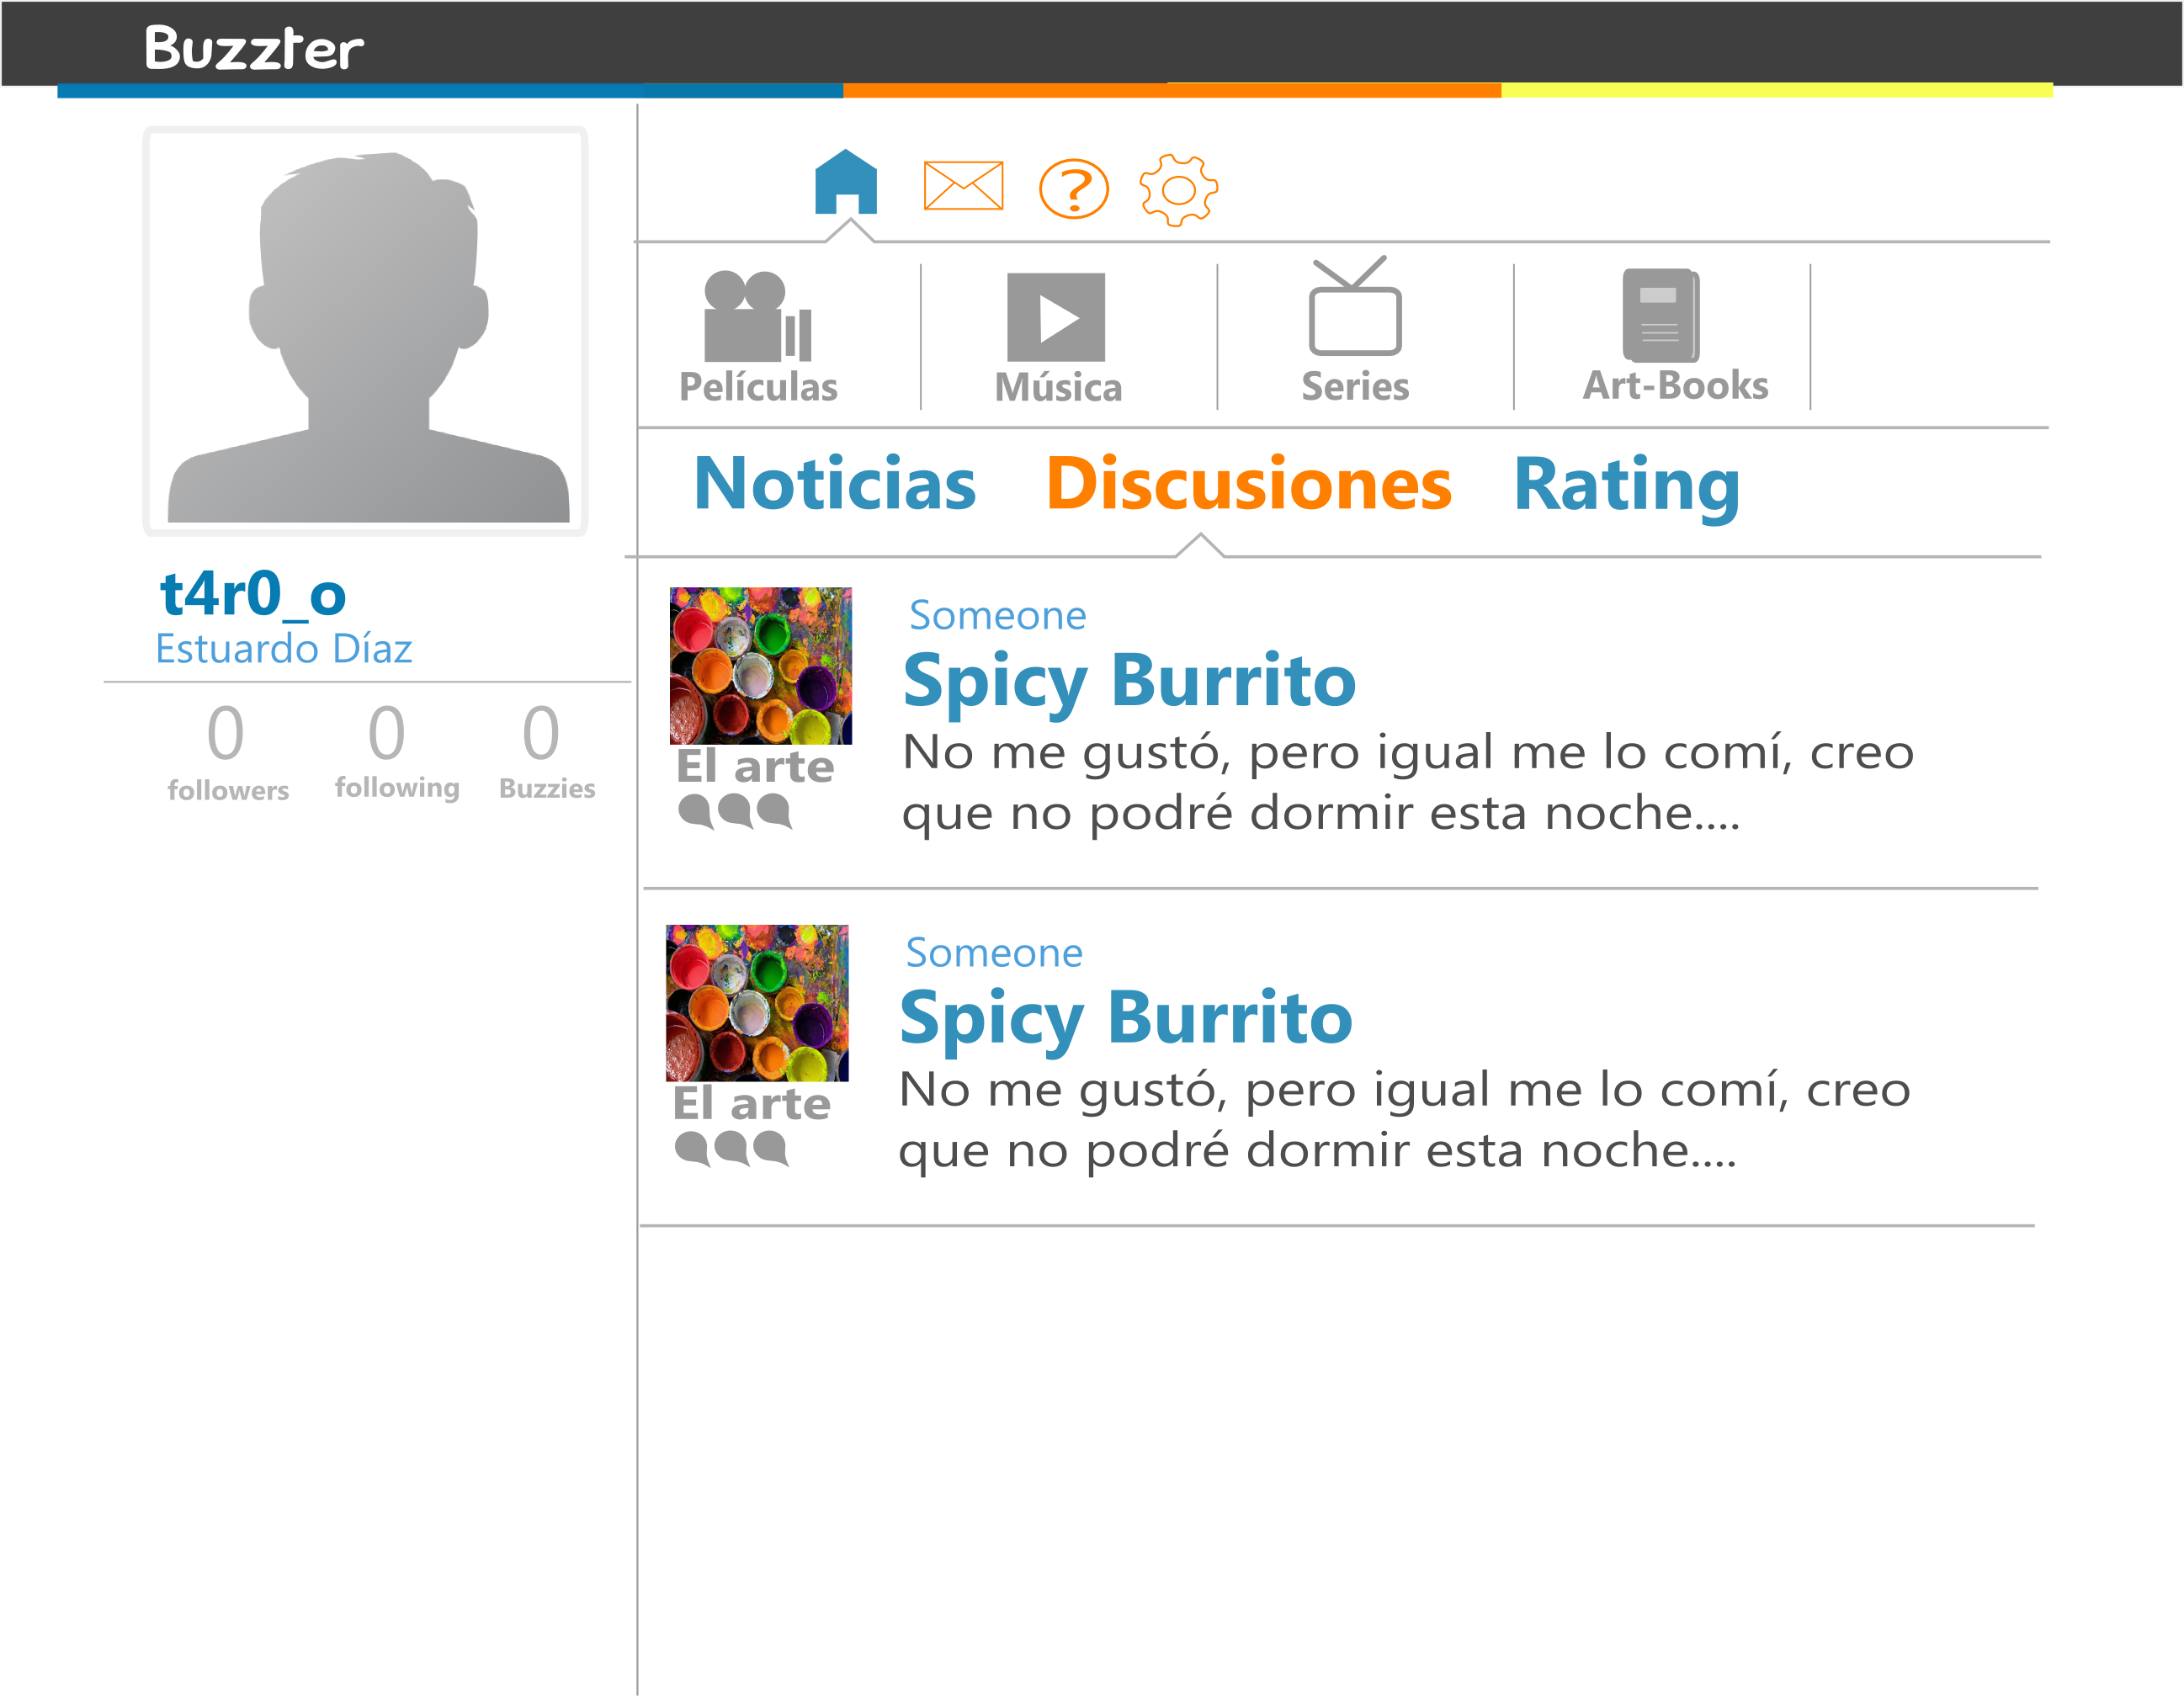 Buzzter
?
Películas
Música
Series
Art-Books
Noticias Discusiones Rating
t4r0_o
Estuardo Díaz
0 0 0
followers following Buzzies
Someone
Spicy Burrito
No me gustó, pero igual me lo comí, creo
que no podré dormir esta noche....
El arte
Someone
Spicy Burrito
No me gustó, pero igual me lo comí, creo
que no podré dormir esta noche....
El arte